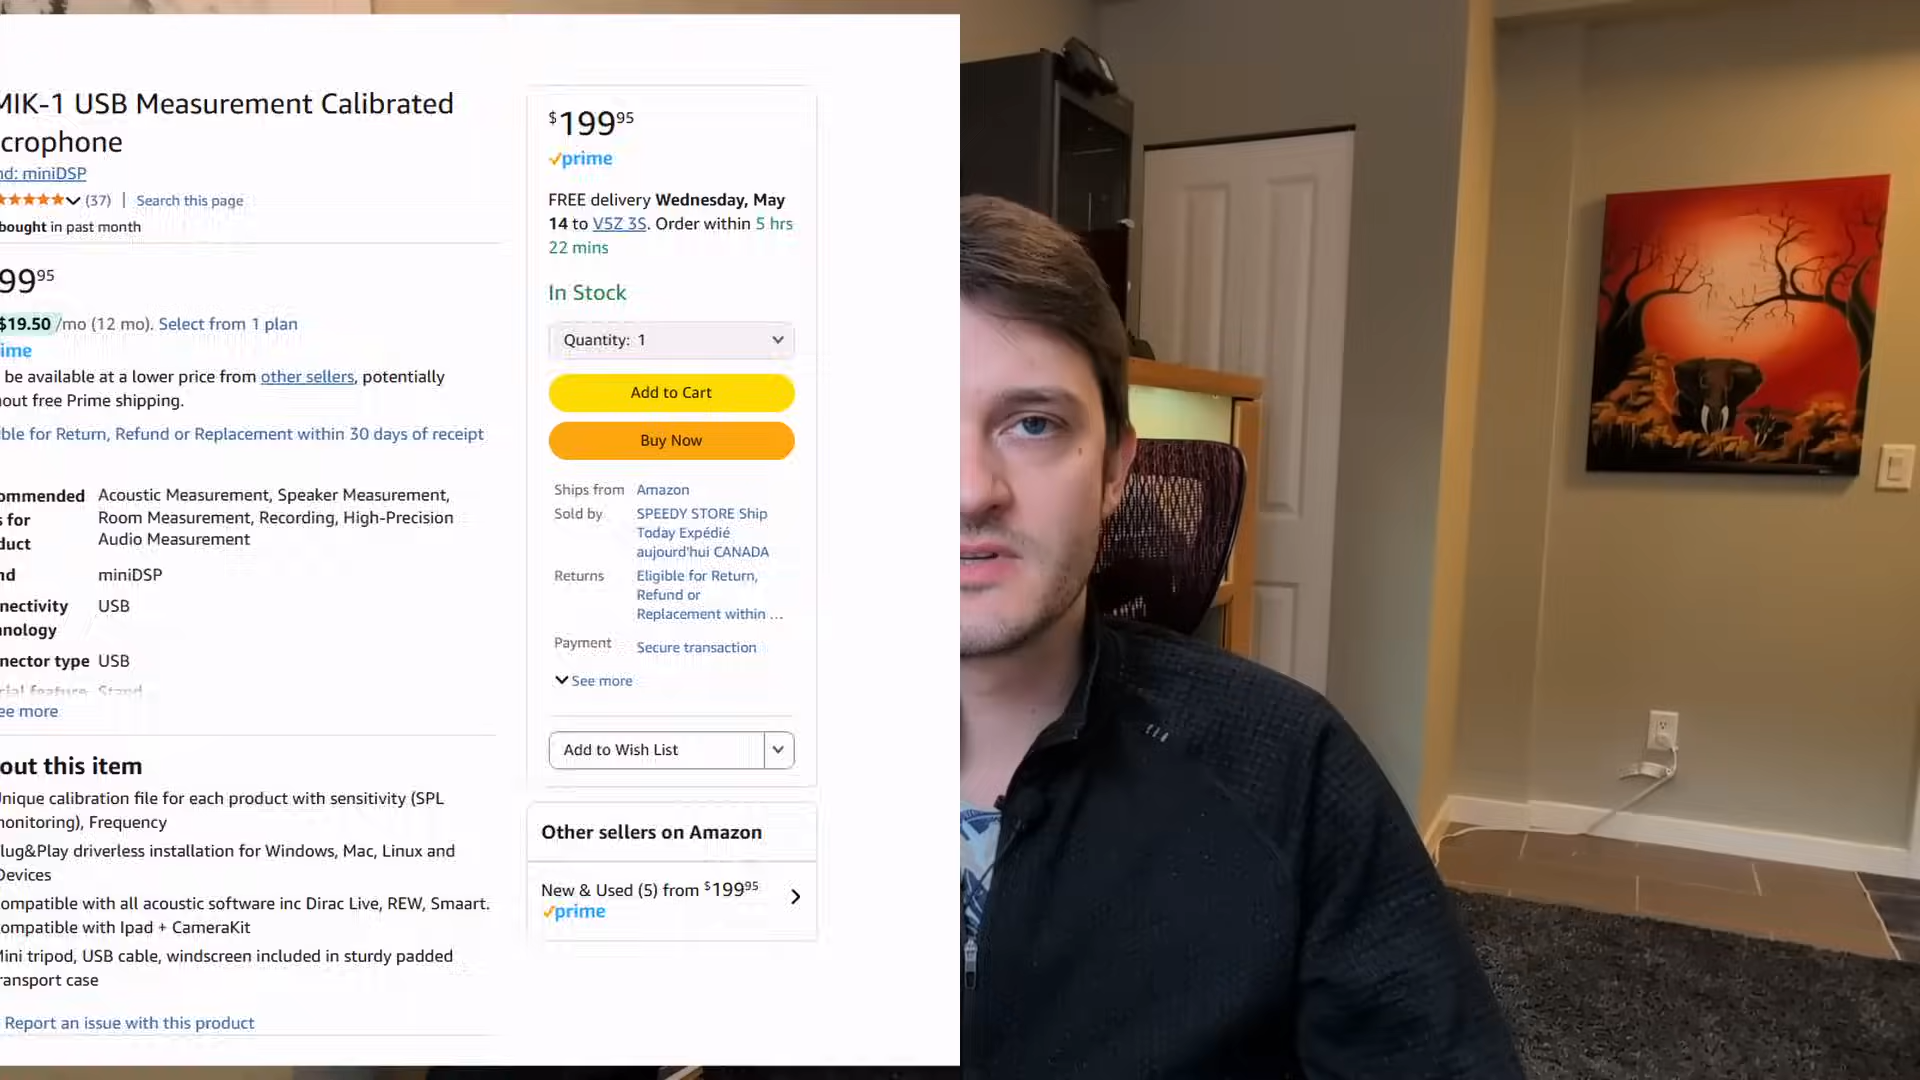 MIK-1 USB Measurement Calibrated
crophone
nd: miniDSP
(37) | Search this page
bought in past month
99 95
$19.50 /mo (12 mo). Select from 1 plan
ime
be available at a lower price from other sellers, potentially
out free Prime shipping.
ble for Return, Refund or Replacement within 30 days of receipt
ommended Acoustic Measurement, Speaker Measurement,
s for Room Measurement, Recording, High-Precision
duct Audio Measurement
nd miniDSP
nectivity USB
nology
nector type USB
cial feature Stand
ee more
out this item
nique calibration file for each product with sensitivity (SPL
monitoring), Frequency
lug&Play driverless installation for Windows, Mac, Linux and
Devices
ompatible with all acoustic software inc Dirac Live, REW, Smaart.
ompatible with Ipad + CameraKit
Mini tripod, USB cable, windscreen included in sturdy padded
ransport case
Report an issue with this product
$199 95
prime
FREE delivery Wednesday, May
14 to V5Z 3S. Order within 5 hrs
22 mins
In Stock
Quantity: 1
Add to Cart
Buy Now
Ships from Amazon
Sold by SPEEDY STORE Ship
Today Expédié
aujourd'hui CANADA
Returns Eligible for Return,
Refund or
Replacement within ...
Payment Secure transaction
See more
Add to Wish List
Other sellers on Amazon
New & Used (5) from $199 95
prime